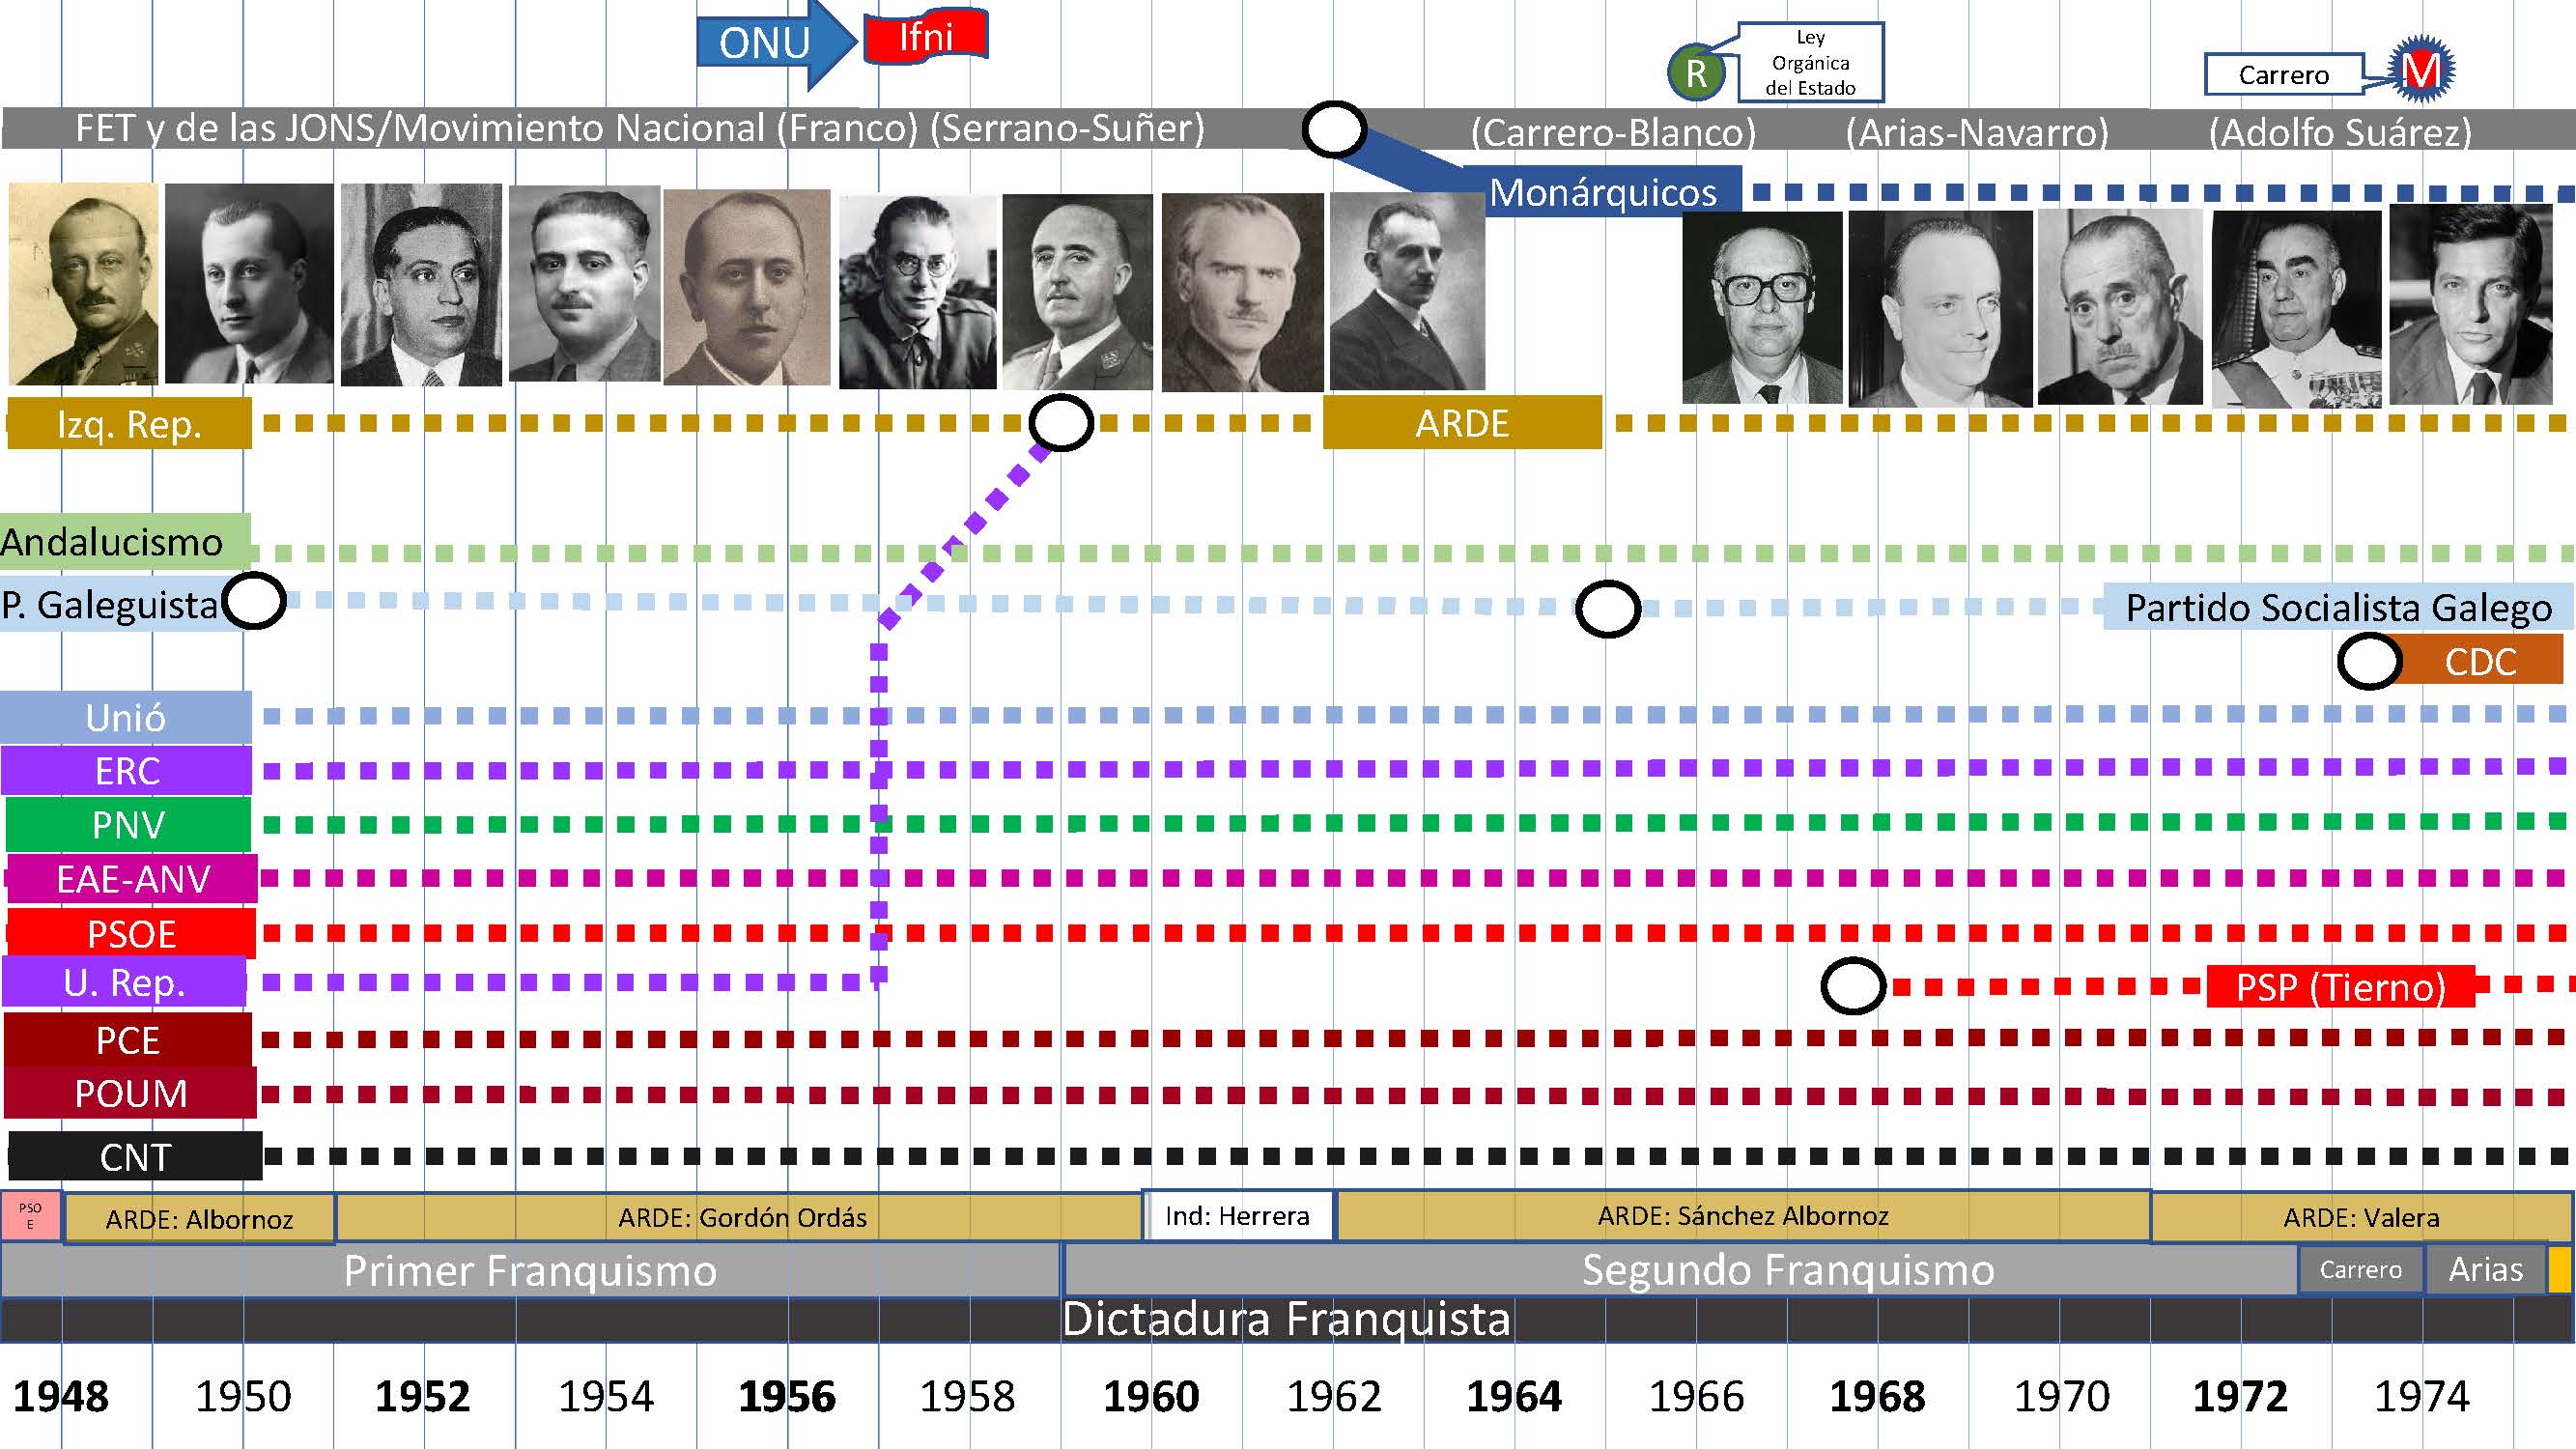 ONU
Ifni
R
Ley
Orgánica
del Estado
Carrero
M
FET y de las JONS/Movimiento Nacional (Franco) (Serrano-Suñer)
(Carrero-Blanco)
(Arias-Navarro)
(Adolfo Suárez)
Monárquicos
Izq. Rep.
ARDE
Andalucismo
P. Galeguista
Partido Socialista Galego
CDC
Unió
ERC
PNV
EAE-ANV
PSOE
U. Rep.
PSP (Tierno)
PCE
POUM
CNT
PSO
E
ARDE: Albornoz
ARDE: Gordón Ordás
Ind: Herrera
ARDE: Sánchez Albornoz
ARDE: Valera
Primer Franquismo
Segundo Franquismo
Carrero
Arias
Dictadura Franquista
1948 1950 1952 1954 1956 1958 1960 1962 1964 1966 1968 1970 1972 1974